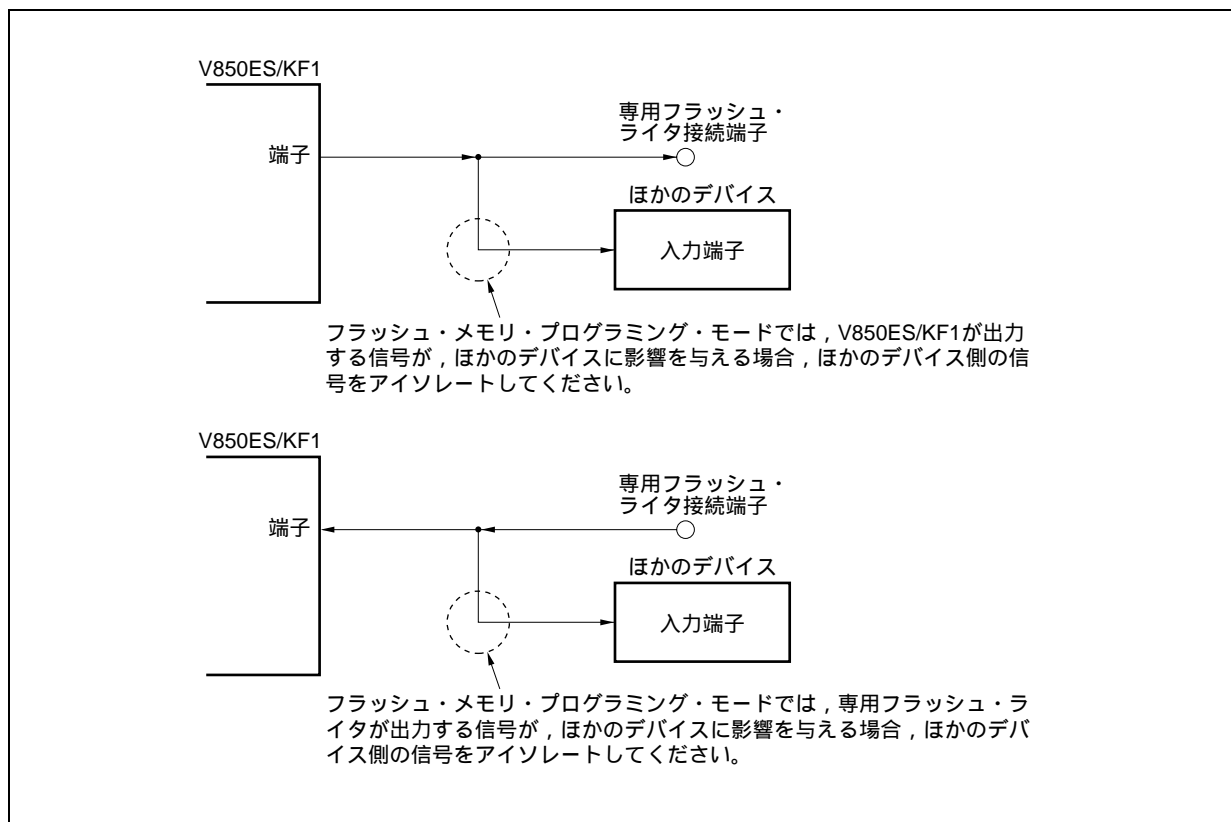 V850ES/KF1
端子
専用フラッシュ・
ライタ接続端子
ほかのデバイス
入力端子
フラッシュ・メモリ・プログラミング・モードでは，V850ES/KF1が出力
する信号が，ほかのデバイスに影響を与える場合，ほかのデバイス側の信
号をアイソレートしてください。
V850ES/KF1
端子
専用フラッシュ・
ライタ接続端子
ほかのデバイス
入力端子
フラッシュ・メモリ・プログラミング・モードでは，専用フラッシュ・ラ
イタが出力する信号が，ほかのデバイスに影響を与える場合，ほかのデバ
イス側の信号をアイソレートしてください。